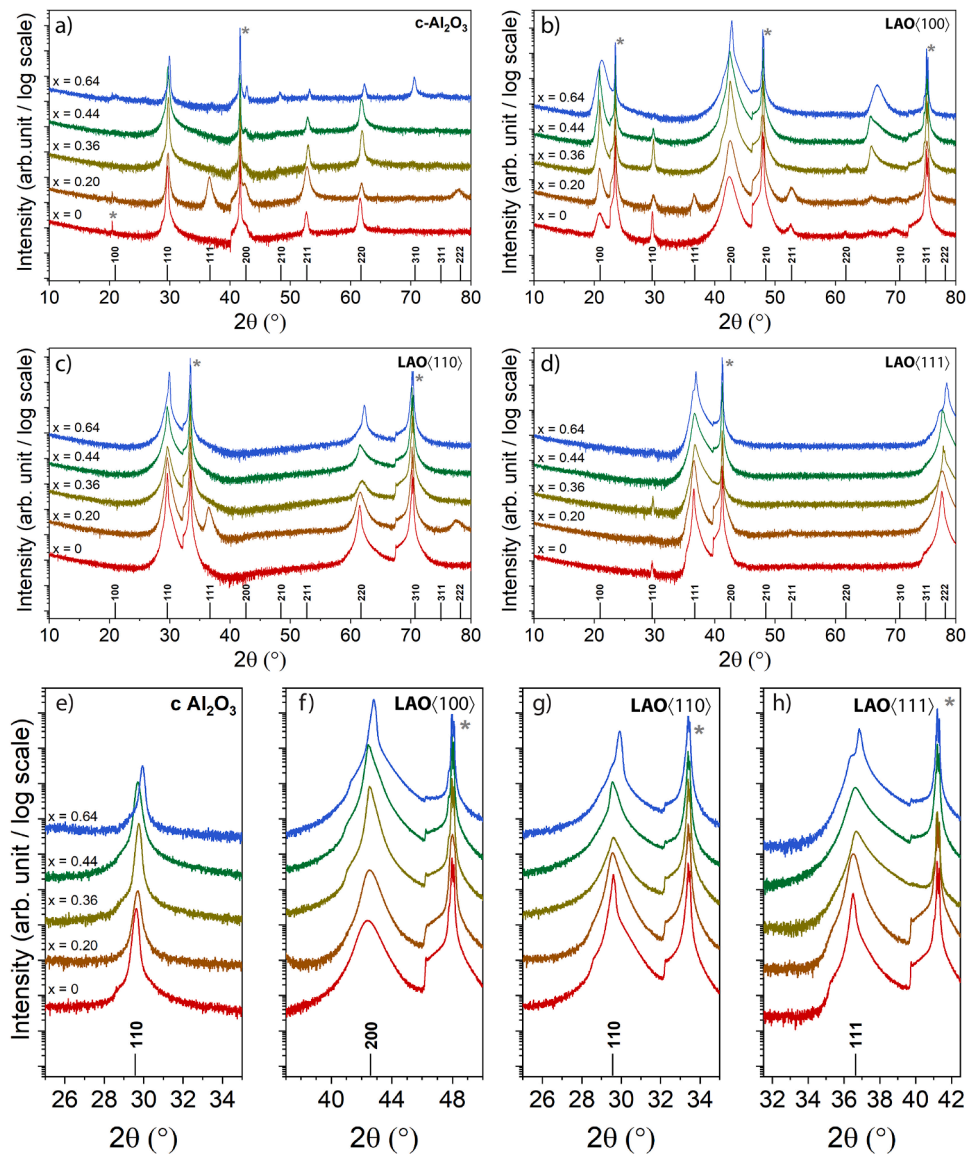 a) * c-Al2O3
Intensity (arb.unit / log scale)
x = 0.64
x = 0.44
x = 0.36
x = 0.20
x = 0
*
100 110 111 200 210 211 220 310 311 222
10 20 30 40 50 60 70 80
2θ (°)
b) * * LAO⟨100⟩ *
Intensity (arb. unit / log scale)
x = 0.64
x = 0.44
x = 0.36
x = 0.20
x = 0
100 110 111 200 210 211 220 310 311 222
10 20 30 40 50 60 70 80
2θ (°)
c) * LAO⟨110⟩ *
Intensity (arb. unit / log scale)
x = 0.64
x = 0.44
x = 0.36
x = 0.20
x = 0
100 110 111 200 210 211 220 310 311 222
10 20 30 40 50 60 70 80
2θ (°)
d) * LAO⟨111⟩
Intensity (arb. unit / log scale)
x = 0.64
x = 0.44
x = 0.36
x = 0.20
x = 0
100 110 111 200 210 211 220 310 311 222
10 20 30 40 50 60 70 80
2θ (°)
e) c Al2O3
Intensity (arb. unit / log scale)
x = 0.64
x = 0.44
x = 0.36
x = 0.20
x = 0
110
26 28 30 32 34
2θ (°)
f) LAO⟨100⟩
*
200
40 44 48
2θ (°)
g) LAO⟨110⟩
*
110
26 28 30 32 34
2θ (°)
h) LAO⟨111⟩
*
111
32 34 36 38 40 42
2θ (°)